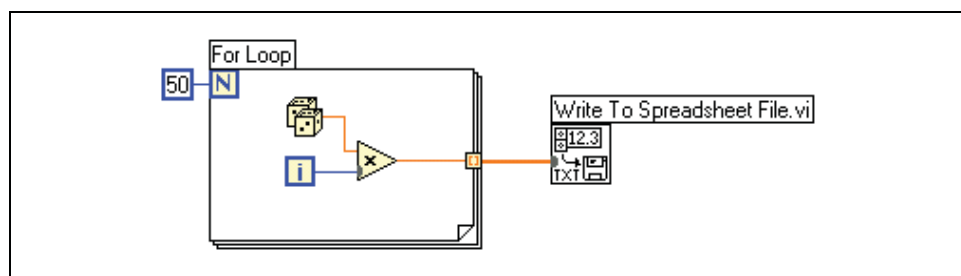 For Loop
50 N
Write To Spreadsheet File.vi
12.3
i
x
TXT